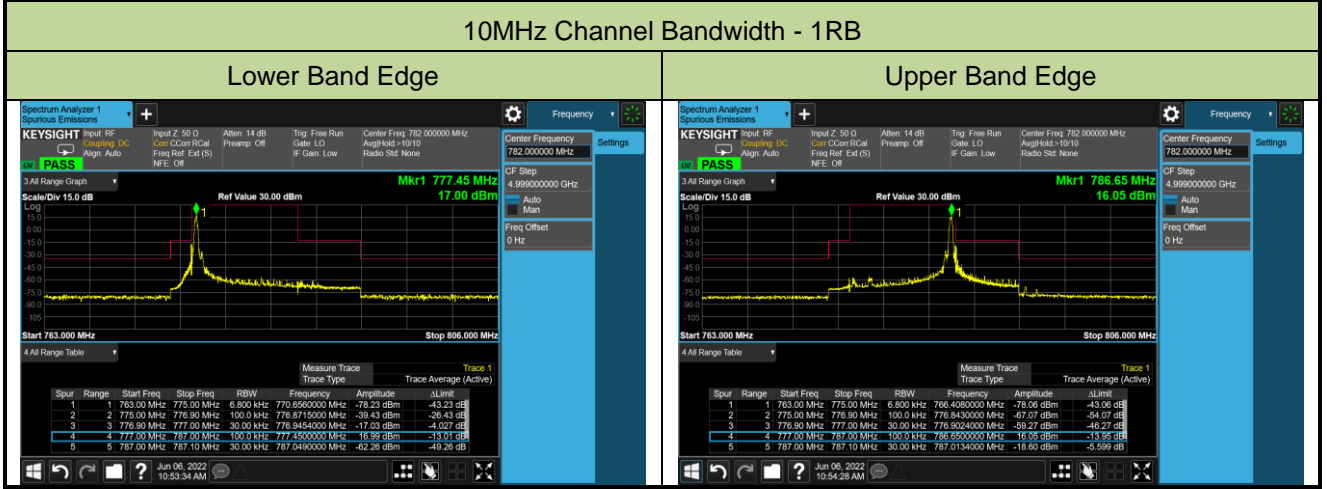 10MHz Channel Bandwidth - 1RB
Lower Band Edge
Upper Band Edge
Spectrum Analyzer 1
Spurious Emissions
+
Frequency
KEYSIGHT
Input: RF
Coupling: DC
Align: Auto
Input Z: 50 Ω
Corr CCorr RCal
Freq Ref: Ext (S)
NFE: Off
Atten: 14 dB
Preamp: Off
Trig: Free Run
Gate: LO
IF Gain: Low
Center Freq: 782.000000 MHz
Avg|Hold:>10/10
Radio Std: None
PASS
Center Frequency
782.000000 MHz
Settings
CF Step
4.999000000 GHz
Auto
Man
Freq Offset
0 Hz
3 All Range Graph
Mkr1 777.45 MHz
17.00 dBm
Scale/Div 15.0 dB
Ref Value 30.00 dBm
Log
15.0
0.00
-15.0
-30.0
-45.0
-60.0
-75.0
-90.0
-105
1
Start 763.000 MHz
Stop 806.000 MHz
4 All Range Table
Measure Trace Trace 1
Trace Type Trace Average (Active)
Spur Range Start Freq Stop Freq RBW Frequency Amplitude ΔLimit
1 1 763.00 MHz 775.00 MHz 6.800 kHz 770.6560000 MHz -78.23 dBm -43.23 dB
2 2 775.00 MHz 776.90 MHz 100.0 kHz 776.8715000 MHz -39.43 dBm -26.43 dB
3 3 776.90 MHz 777.00 MHz 30.00 kHz 776.9454000 MHz -17.03 dBm -4.027 dB
4 4 777.00 MHz 787.00 MHz 100.0 kHz 777.4500000 MHz 16.99 dBm -13.01 dB
5 5 787.00 MHz 787.10 MHz 30.00 kHz 787.0490000 MHz -62.26 dBm -49.26 dB
?
Jun 06, 2022
10:53:34 AM
Spectrum Analyzer 1
Spurious Emissions
+
Frequency
KEYSIGHT
Input: RF
Coupling: DC
Align: Auto
Input Z: 50 Ω
Corr CCorr RCal
Freq Ref: Ext (S)
NFE: Off
Atten: 14 dB
Preamp: Off
Trig: Free Run
Gate: LO
IF Gain: Low
Center Freq: 782.000000 MHz
Avg|Hold:>10/10
Radio Std: None
PASS
Center Frequency
782.000000 MHz
Settings
CF Step
4.999000000 GHz
Auto
Man
Freq Offset
0 Hz
3 All Range Graph
Mkr1 786.65 MHz
16.05 dBm
Scale/Div 15.0 dB
Ref Value 30.00 dBm
Log
15.0
0.00
-15.0
-30.0
-45.0
-60.0
-75.0
-90.0
-105
1
Start 763.000 MHz
Stop 806.000 MHz
4 All Range Table
Measure Trace Trace 1
Trace Type Trace Average (Active)
Spur Range Start Freq Stop Freq RBW Frequency Amplitude ΔLimit
1 1 763.00 MHz 775.00 MHz 6.800 kHz 766.4080000 MHz -78.06 dBm -43.06 dB
2 2 775.00 MHz 776.90 MHz 100.0 kHz 776.8430000 MHz -67.07 dBm -54.07 dB
3 3 776.90 MHz 777.00 MHz 30.00 kHz 776.9024000 MHz -59.27 dBm -46.27 dB
4 4 777.00 MHz 787.00 MHz 100.0 kHz 786.6500000 MHz 16.05 dBm -13.95 dB
5 5 787.00 MHz 787.10 MHz 30.00 kHz 787.0134000 MHz -18.60 dBm -5.599 dB
?
Jun 06, 2022
10:54:28 AM